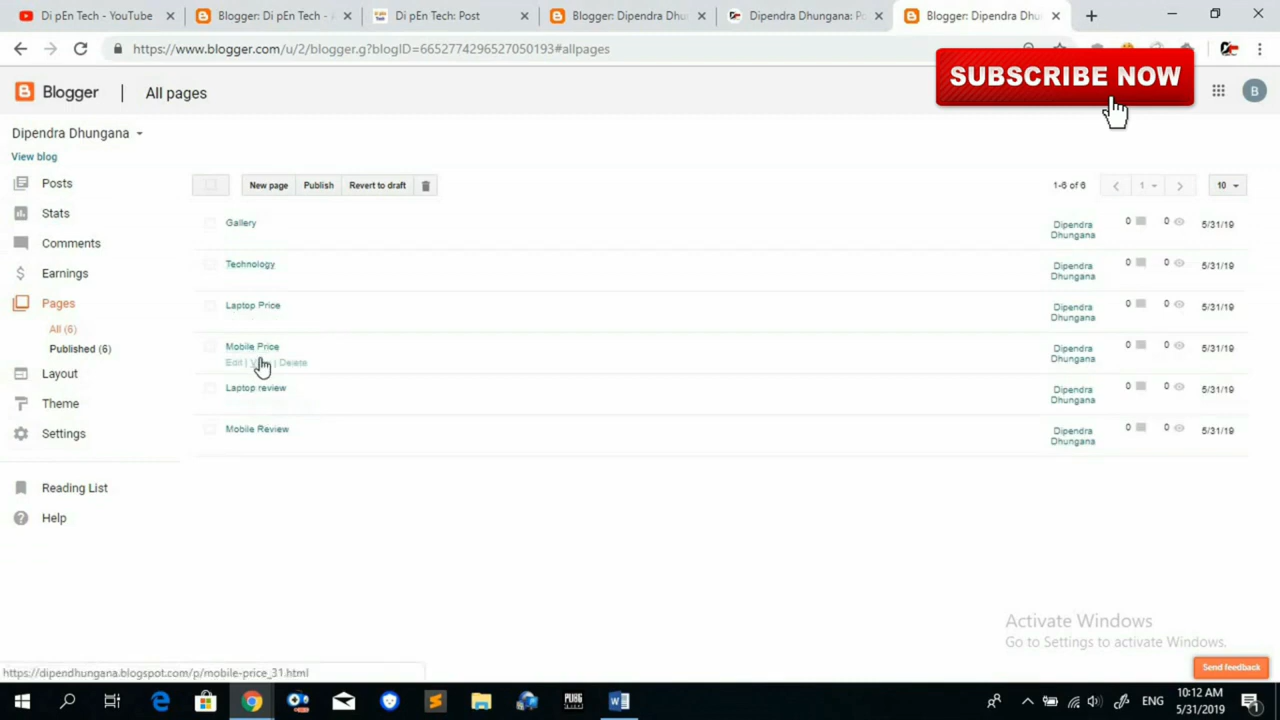 Di pEn Tech - YouTube
Blogger: Di pEn Tech - A
Di pEn Tech: Post
Blogger: Dipendra Dhu
Dipendra Dhungana: P
Blogger: Dipendra Dhu
https://www.blogger.com/u/2/blogger.g?blogID=6652774296527050193#allpages
SUBSCRIBE NOW
Blogger | All pages
B
Dipendra Dhungana
View blog
Posts
Stats
Comments
Earnings
Pages
All (6)
Published (6)
Layout
Theme
Settings
Reading List
Help
New page
Publish
Revert to draft
1-6 of 6
1
10
Gallery
Dipendra Dhungana
0 0 5/31/19
Technology
Dipendra Dhungana
0 0 5/31/19
Laptop Price
Dipendra Dhungana
0 0 5/31/19
Mobile Price
Edit | | Delete
Dipendra Dhungana
0 0 5/31/19
Laptop review
Dipendra Dhungana
0 0 5/31/19
Mobile Review
Dipendra Dhungana
0 0 5/31/19
Activate Windows
Go to Settings to activate Windows.
Send feedback
https://dipendhungana.blogspot.com/p/mobile-price_31.html
PUBG
ENG
10:12 AM
5/31/2019
1